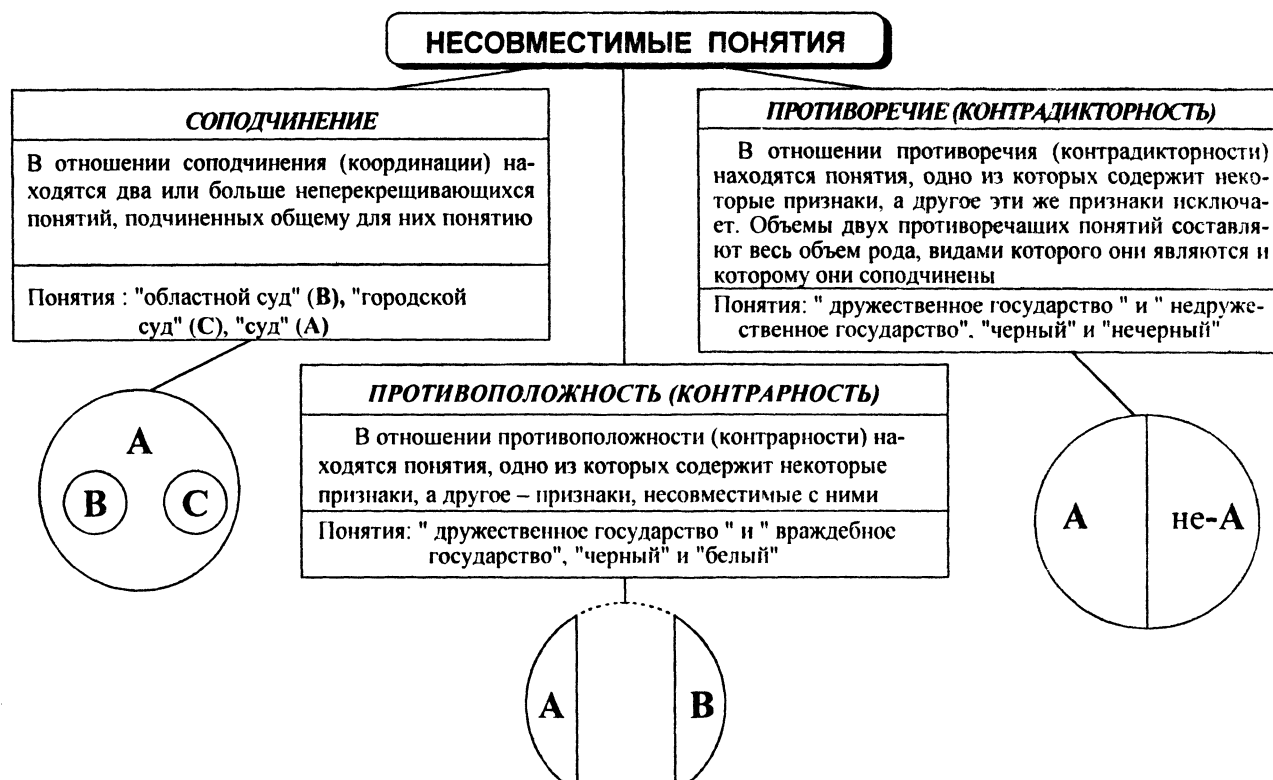 НЕСОВМЕСТИМЫЕ ПОНЯТИЯ
СОПОДЧИНЕНИЕ
В отношении соподчинения (координации) на-
ходятся два или больше неперекрещивающихся
понятий, подчиненных общему для них понятию
Понятия : "областной суд" (В), "городской
суд" (С), "суд" (А)
А
В
С
ПРОТИВОПОЛОЖНОСТЬ (КОНТРАРНОСТЬ)
В отношении противоположности (контрарности) на-
ходятся понятия, одно из которых содержит некоторые
признаки, а другое – признаки, несовместимые с ними
Понятия: " дружественное государство " и " враждебное
государство", "черный" и "белый"
А
В
ПРОТИВОРЕЧИЕ (КОНТРАДИКТОРНОСТЬ)
В отношении противоречия (контрадикторности)
находятся понятия, одно из которых содержит неко-
торые признаки, а другое эти же признаки исключа-
ет. Объемы двух противоречащих понятий составля-
ют весь объем рода, видами которого они являются и
которому они соподчинены
Понятия: " дружественное государство " и " недруже-
ственное государство", "черный" и "нечерный"
А
не-А